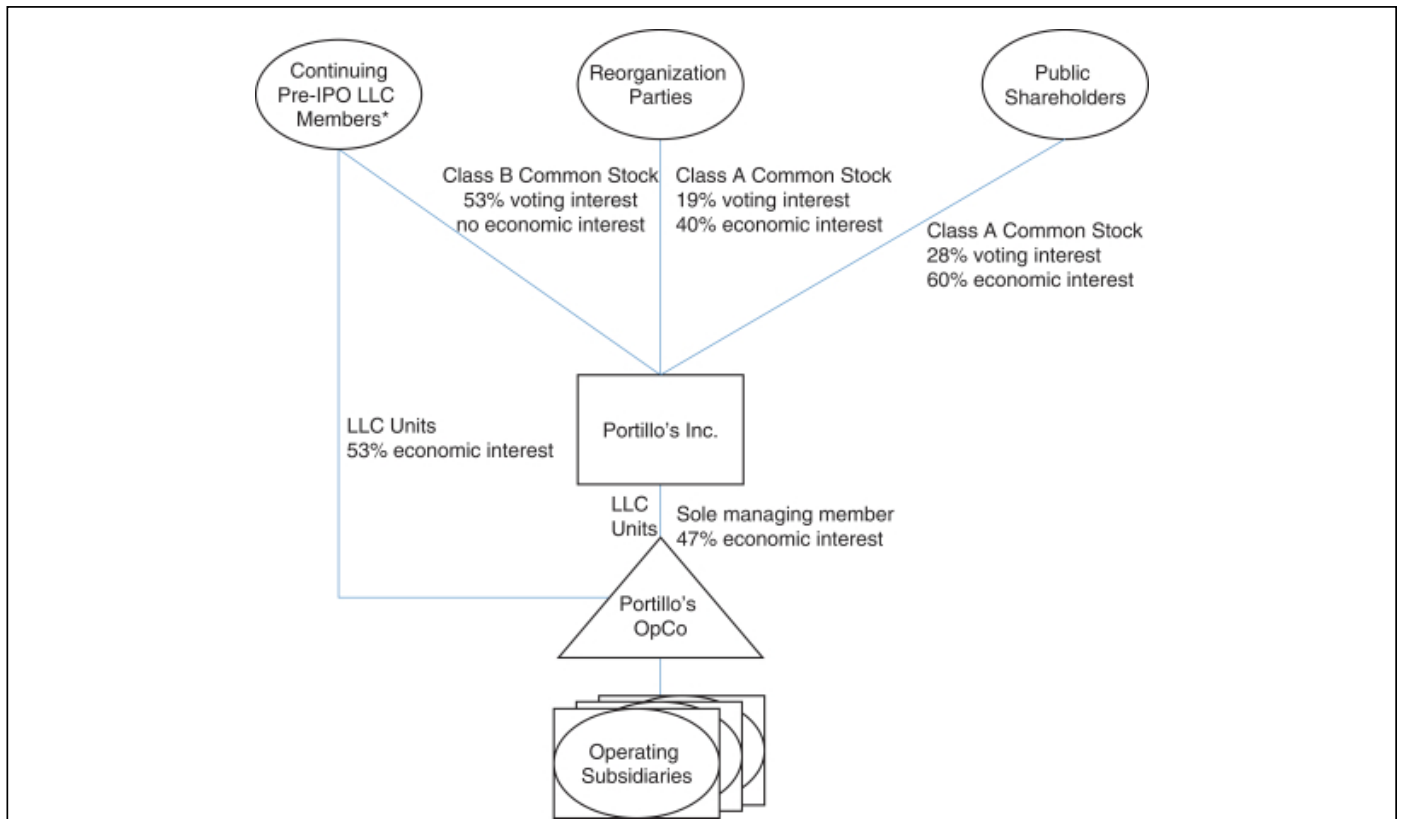 Continuing
Pre-IPO LLC
Members*
Reorganization
Parties
Public
Shareholders
Class B Common Stock
53% voting interest
no economic interest
Class A Common Stock
19% voting interest
40% economic interest
Class A Common Stock
28% voting interest
60% economic interest
LLC Units
53% economic interest
Portillo's Inc.
LLC
Units
Sole managing member
47% economic interest
Portillo's
OpCo
Operating
Subsidiaries